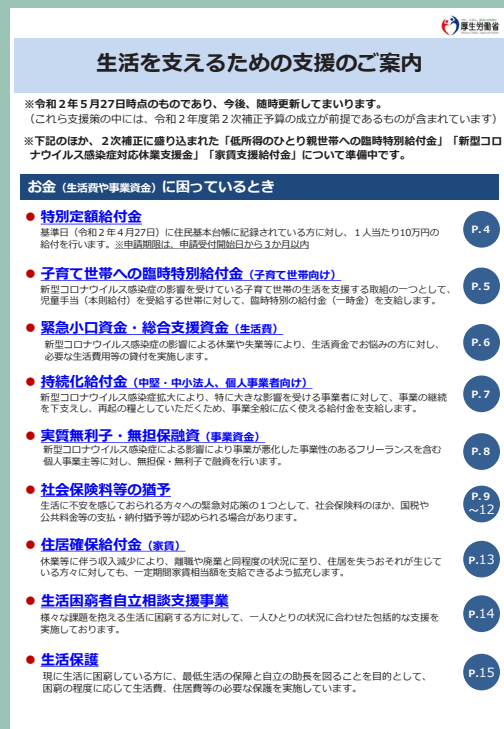 厚生労働省
生活を支えるための支援のご案内
※令和２年５月27日時点のものであり、今後、随時更新してまいります。
（これら支援策の中には、令和２年度第２次補正予算の成立が前提であるものが含まれています）
※下記のほか、２次補正に盛り込まれた「低所得のひとり親世帯への臨時特別給付金」「新型コロ
ナウイルス感染症対応休業支援金」「家賃支援給付金」について準備中です。
お金（生活費や事業資金）に困っているとき
● 特別定額給付金
基準日（令和２年４月27日）に住民基本台帳に記録されている方に対し、１人当たり10万円の
給付を行います。※申請期限は、申請受付開始日から３か月以内
P.4
● 子育て世帯への臨時特別給付金（子育て世帯向け）
新型コロナウイルス感染症の影響を受けている子育て世帯の生活を支援する取組の一つとして、
児童手当（本則給付）を受給する世帯に対し、臨時特別の給付金（一時金）を支給します。
P.5
● 緊急小口資金・総合支援資金（生活費）
新型コロナウイルス感染症の影響による休業や失業等により、生活資金でお悩みの方に対し、
必要な生活費用等の貸付を実施します。
P.6
● 持続化給付金（中堅・中小法人、個人事業者向け）
新型コロナウイルス感染症拡大により、特に大きな影響を受ける事業者に対して、事業の継続
を下支えし、再起の糧としていただくため、事業全般に広く使える給付金を支給します。
P.7
● 実質無利子・無担保融資（事業資金）
新型コロナウイルス感染症による影響により事業が悪化した事業性のあるフリーランスを含む
個人事業主等に対し、無担保・無利子で融資を行います。
P.8
● 社会保険料等の猶予
生活に不安を感じておられる方々への緊急対応策の１つとして、社会保険料のほか、国税や
公共料金等の支払・納付猶予等が認められる場合があります。
P.9
～12
● 住居確保給付金（家賃）
休業等に伴う収入減少により、離職や廃業と同程度の状況に至り、住居を失うおそれが生じて
いる方々に対しても、一定期間家賃相当額を支給できるよう拡充します。
P.13
● 生活困窮者自立相談支援事業
様々な課題を抱える生活に困窮する方に対して、一人ひとりの状況に合わせた包括的な支援を
実施しております。
P.14
● 生活保護
現に生活に困窮している方に、最低生活の保障と自立の助長を図ることを目的として、
困窮の程度に応じて生活費、住居費等の必要な保護を実施しています。
P.15